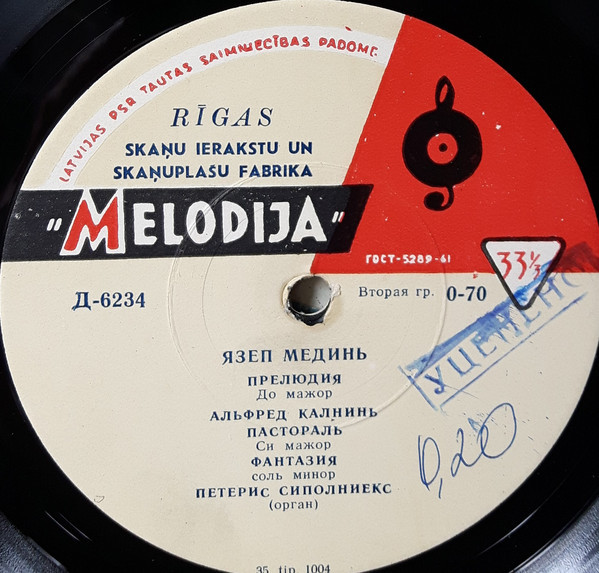 LATVIJAS PSR TAUTAS SAIMNIECĪBAS PADOME
RĪGAS
SKAŅU IERAKSTU UN
SKAŅUPLAŠU FABRIKA
"MELODIJA"
ГОСТ-5289-61
33⅓
Д-6234
Вторая гр. 0-70
УЦЕНЕНО
ЯЗЕП МЕДИНЬ
ПРЕЛЮДИЯ
До мажор
АЛЬФРЕД КАЛНИНЬ
ПАСТОРАЛЬ
Си мажор
ФАНТАЗИЯ
соль минор
ПЕТЕРИС СИПОЛНИЕКС
(орган)
0,20
35 tip 1004